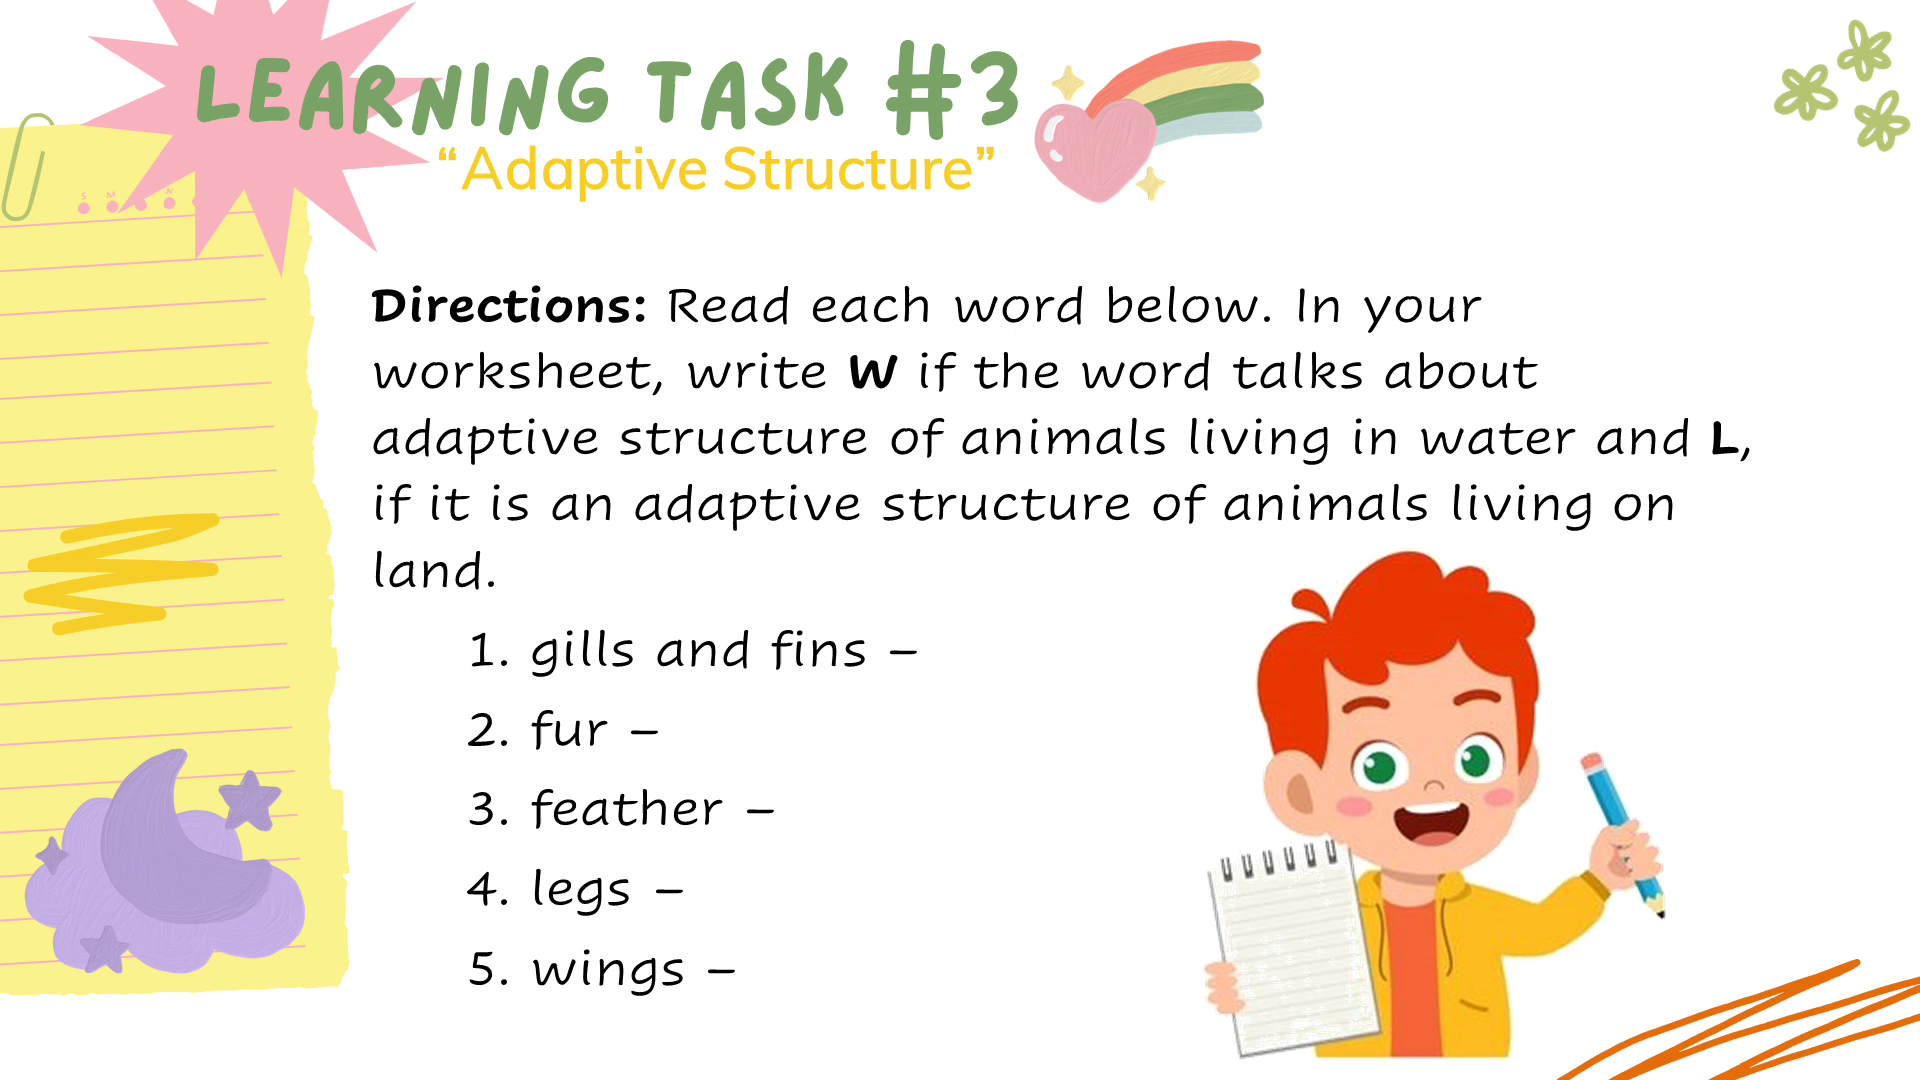 LEARNING TASK #3
“Adaptive Structure”
S M W
Directions: Read each word below. In your
worksheet, write W if the word talks about
adaptive structure of animals living in water and L,
if it is an adaptive structure of animals living on
land.
1. gills and fins –
2. fur –
3. feather –
4. legs –
5. wings –